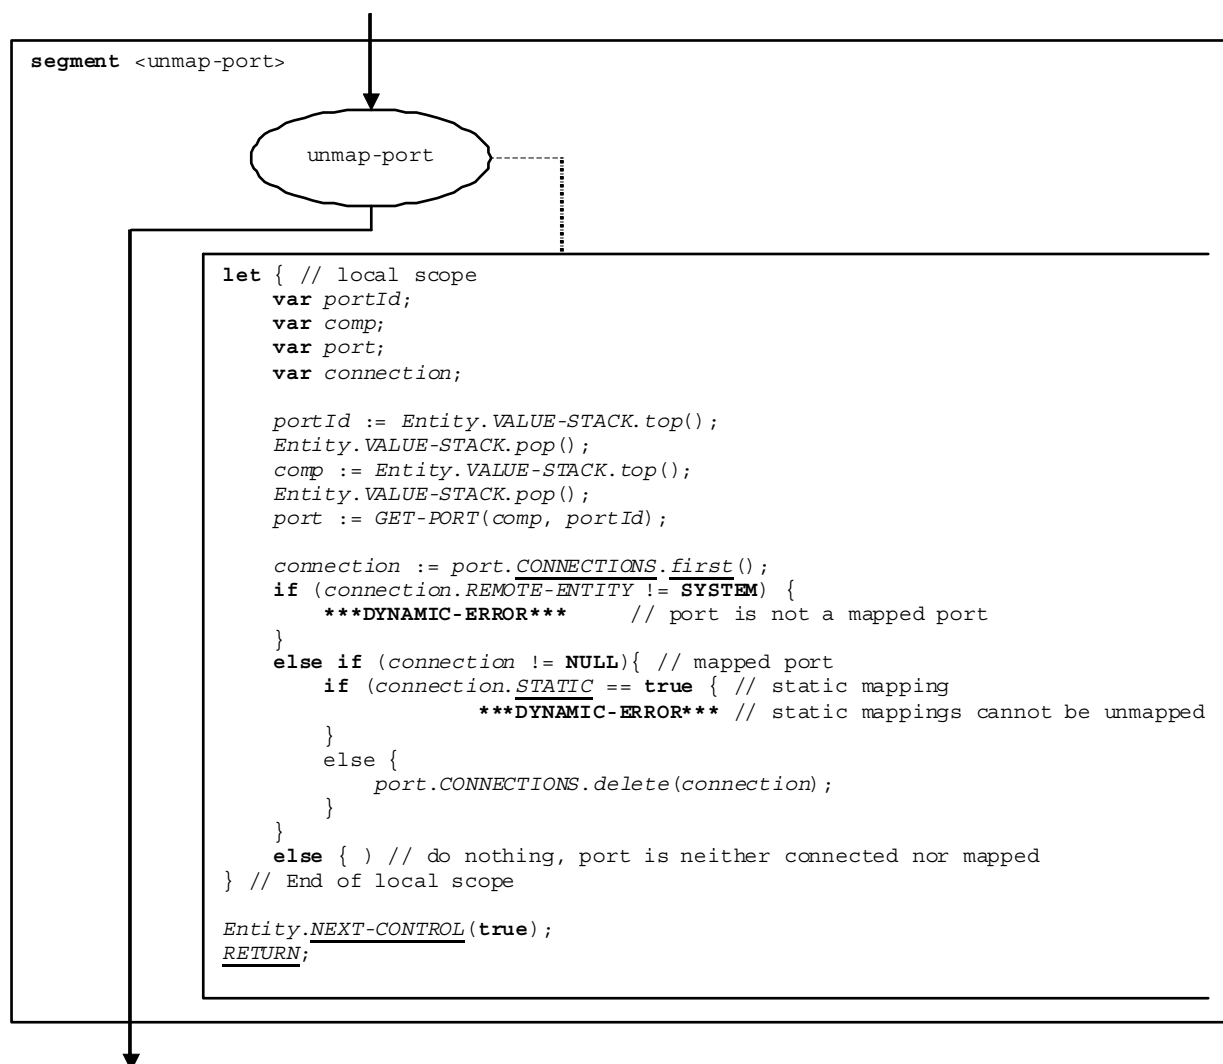 segment <unmap-port>
unmap-port
let { // local scope
var portId;
var comp;
var port;
var connection;
portId := Entity.VALUE-STACK.top();
Entity.VALUE-STACK.pop();
comp := Entity.VALUE-STACK.top();
Entity.VALUE-STACK.pop();
port := GET-PORT(comp, portId);
connection := port.CONNECTIONS.first();
if (connection.REMOTE-ENTITY != SYSTEM) {
***DYNAMIC-ERROR*** // port is not a mapped port
}
else if (connection != NULL){ // mapped port
if (connection.STATIC == true { // static mapping
***DYNAMIC-ERROR*** // static mappings cannot be unmapped
}
else {
port.CONNECTIONS.delete(connection);
}
}
else { ) // do nothing, port is neither connected nor mapped
} // End of local scope
Entity.NEXT-CONTROL(true);
RETURN;